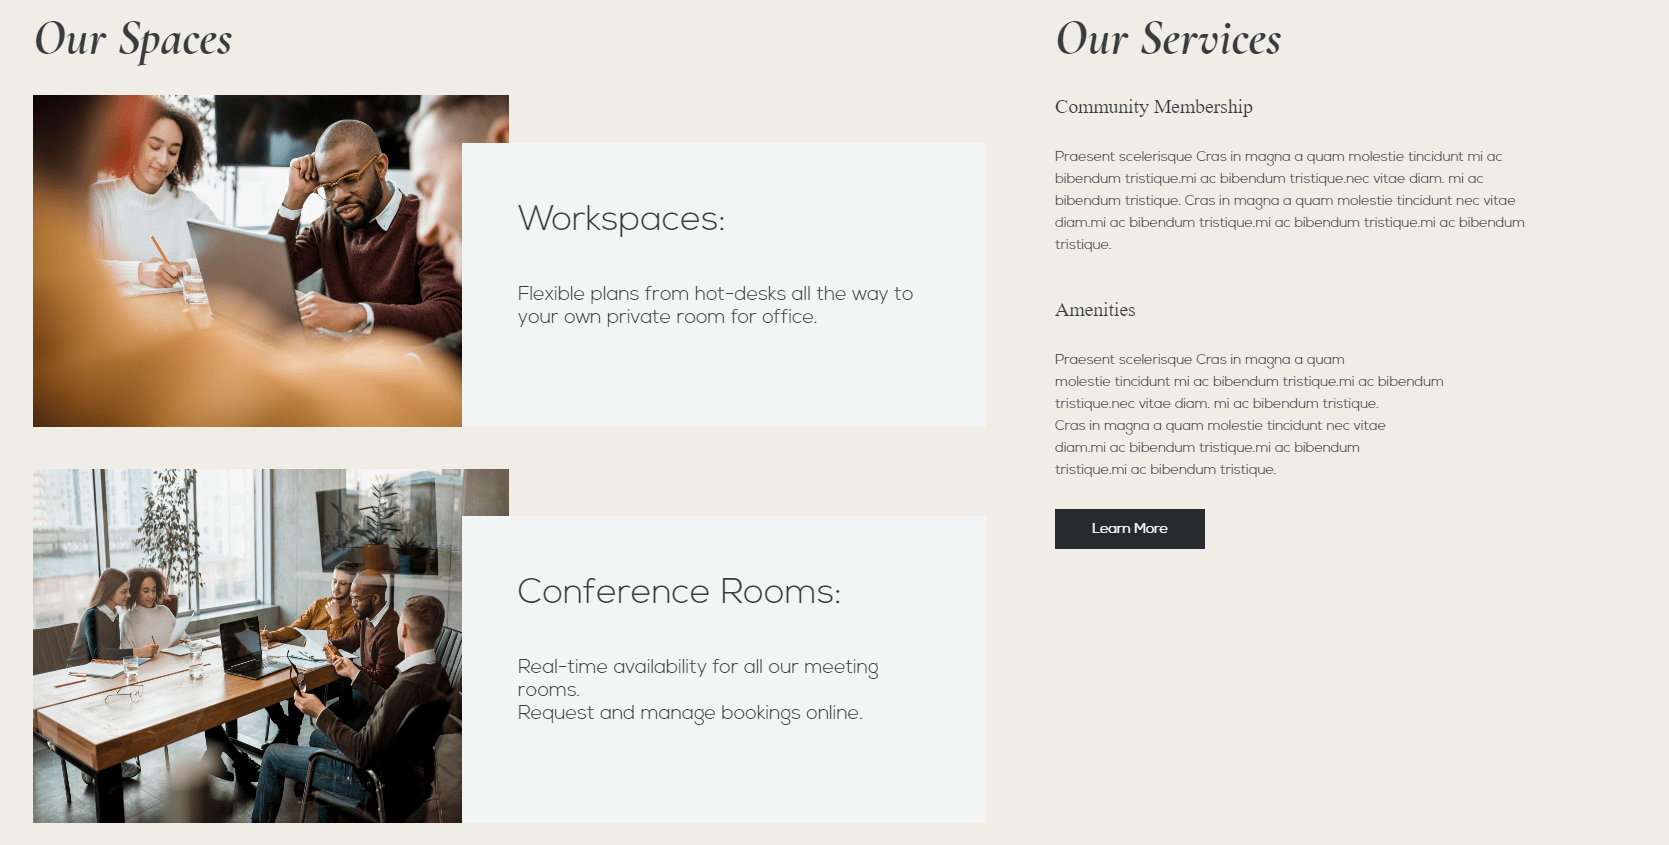 Our Spaces
Workspaces:
Flexible plans from hot-desks all the way to
your own private room for office.
Conference Rooms:
Real-time availability for all our meeting
rooms.
Request and manage bookings online.
Our Services
Community Membership
Praesent scelerisque Cras in magna a quam molestie tincidunt mi ac
bibendum tristique.mi ac bibendum tristique.nec vitae diam. mi ac
bibendum tristique. Cras in magna a quam molestie tincidunt nec vitae
diam.mi ac bibendum tristique.mi ac bibendum tristique.mi ac bibendum
tristique.
Amenities
Praesent scelerisque Cras in magna a quam
molestie tincidunt mi ac bibendum tristique.mi ac bibendum
tristique.nec vitae diam. mi ac bibendum tristique.
Cras in magna a quam molestie tincidunt nec vitae
diam.mi ac bibendum tristique.mi ac bibendum
tristique.mi ac bibendum tristique.
Learn More